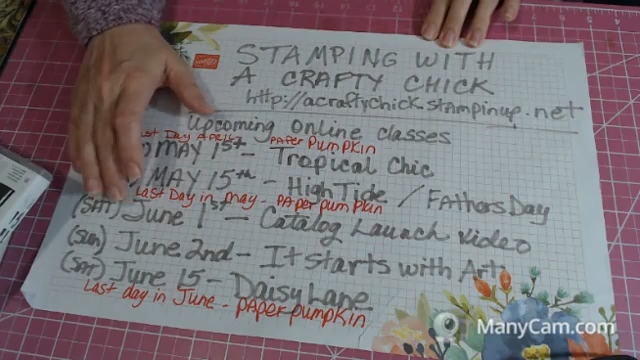 STAMPING WITH
A CRAFTY CHICK
http://acraftychick.stampinup.net
Upcoming Online classes
Last Day April PAPER PUMPKIN
MAY 1st - Tropical Chic
MAY 15th - High Tide / FATHERS DAY
Last Day in may - PAPER pumpkin
(SAT) June 1st - Catalog Launch Video
(SUN) June 2nd - It Starts with Art
(SAT) June 15 - Daisy Lane
Last day in June - PAPER pumpkin
ManyCam.com